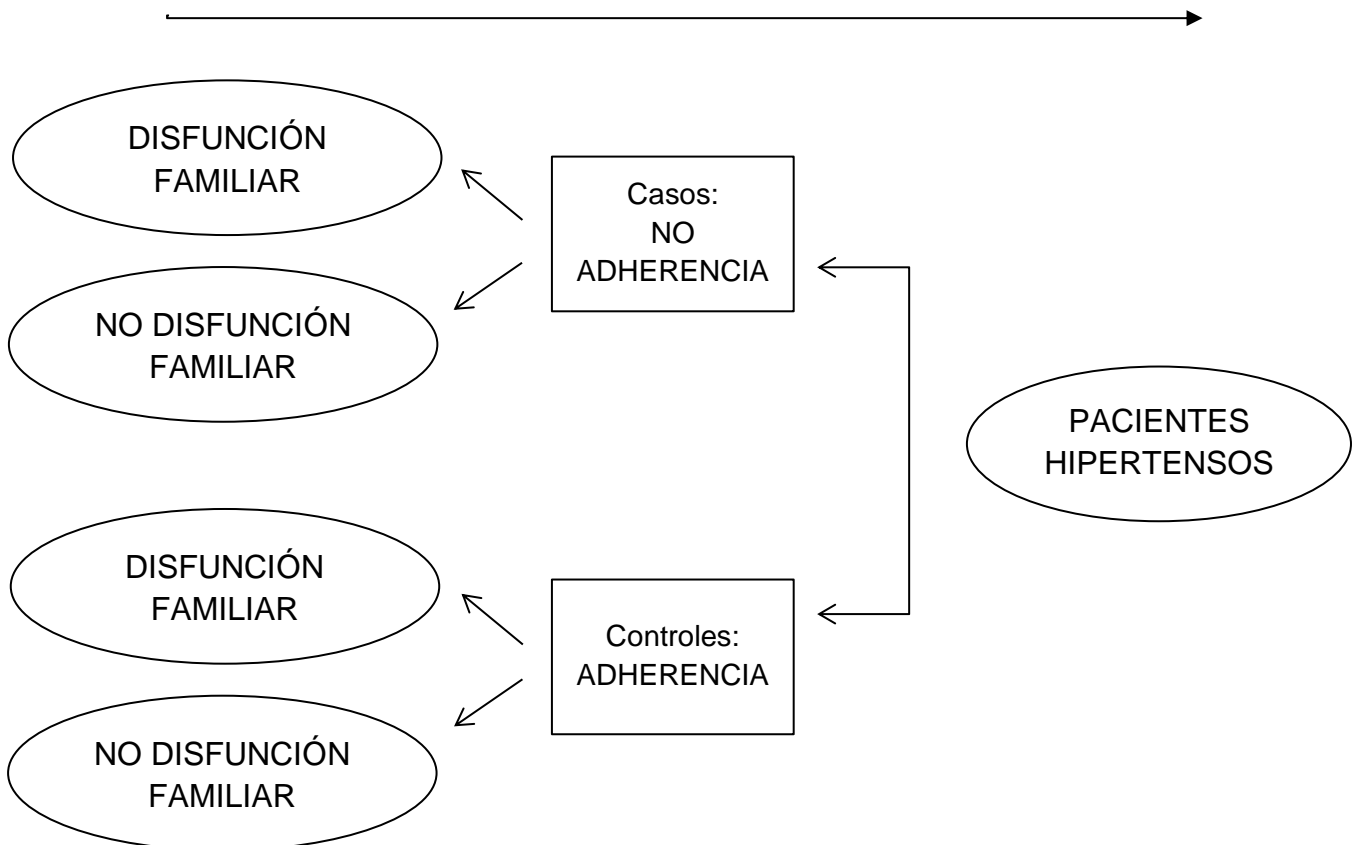 DISFUNCIÓN
FAMILIAR
NO DISFUNCIÓN
FAMILIAR
Casos:
NO
ADHERENCIA
PACIENTES
HIPERTENSOS
DISFUNCIÓN
FAMILIAR
NO DISFUNCIÓN
FAMILIAR
Controles:
ADHERENCIA